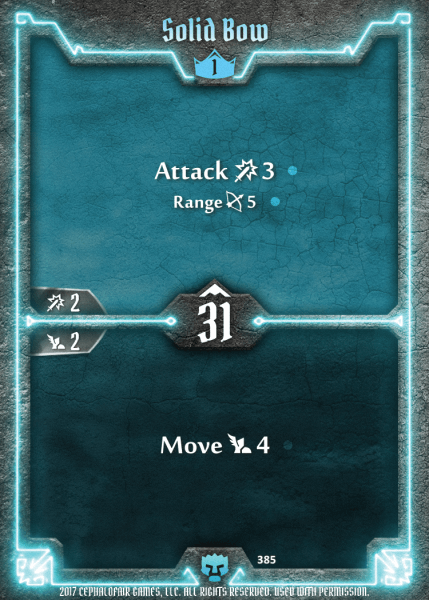 Solid Bow
1
Attack 3
Range 5
2
31
2
Move 4
385
2017 CEPHALOFAIR GAMES, LLC. ALL RIGHTS RESERVED. USED WITH PERMISSION.